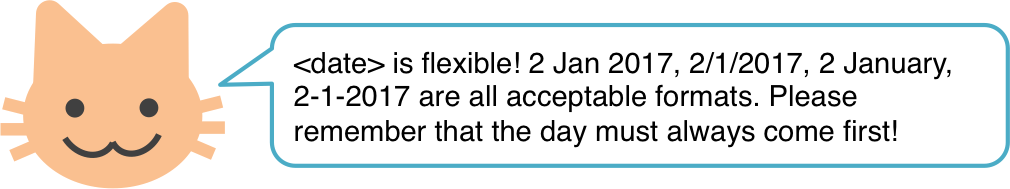 <date> is flexible! 2 Jan 2017, 2/1/2017, 2 January,
2-1-2017 are all acceptable formats. Please
remember that the day must always come first!